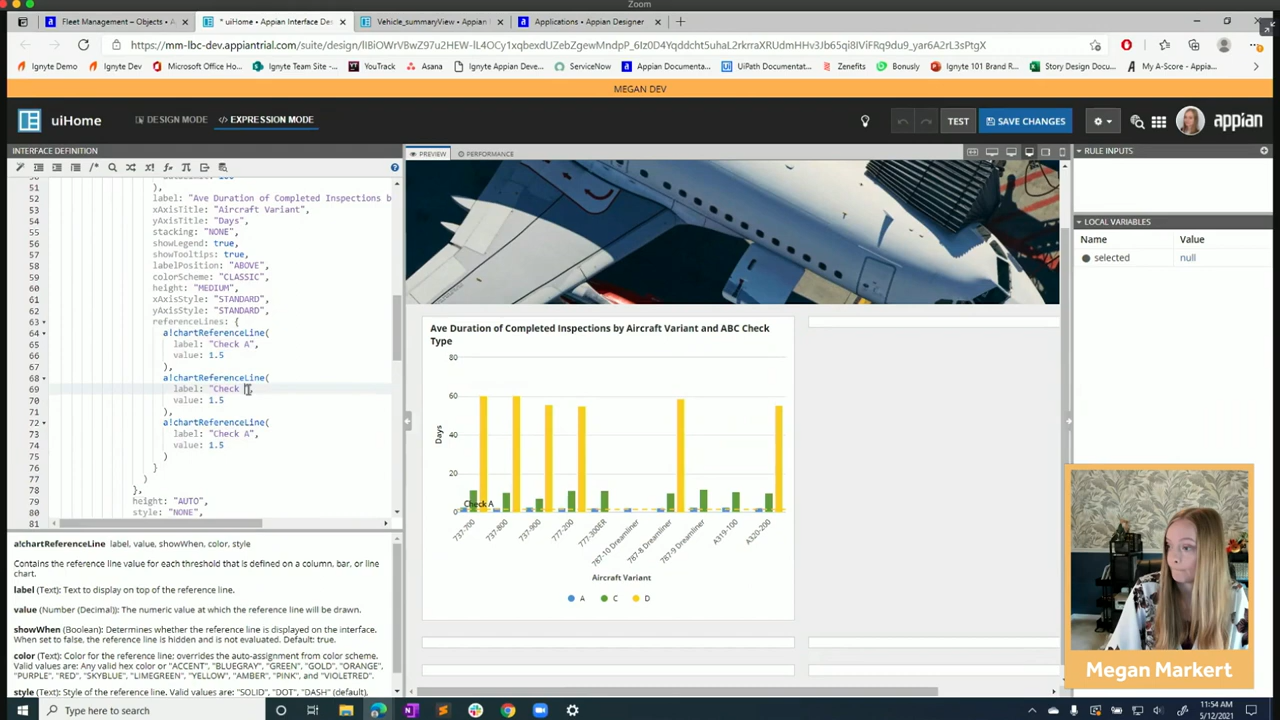 Zoom
Fleet Management – Objects • Ap
* uiHome • Appian Interface Des
Vehicle_summaryView • Appian I
Applications • Appian Designer
Ignyte Demo
Ignyte Dev
Microsoft Office Ho...
Ignyte Team Site -...
YouTrack
Asana
Ignyte Appian Deve...
ServiceNow
Appian Documenta...
UiPath Documentat...
Zenefits
Bonusly
Ignyte 101 Brand R...
Story Design Docu...
My A-Score - Appia...
MEGAN DEV
uiHome
DESIGN MODE
EXPRESSION MODE
TEST
SAVE CHANGES
appian
INTERFACE DEFINITION
PREVIEW
PERFORMANCE
RULE INPUTS
51 ),
52 label: "Ave Duration of Completed Inspections b
53 xAxisTitle: "Aircraft Variant",
54 yAxisTitle: "Days",
55 stacking: "NONE",
56 showLegend: true,
57 showTooltips: true,
58 labelPosition: "ABOVE",
59 colorScheme: "CLASSIC",
60 height: "MEDIUM",
61 xAxisStyle: "STANDARD",
62 yAxisStyle: "STANDARD",
63 referenceLines: {
64 a!chartReferenceLine(
65 label: "Check A",
66 value: 1.5
67 ),
68 a!chartReferenceLine(
69 label: "Check
70 value: 1.5
71 ),
72 a!chartReferenceLine(
73 label: "Check A",
74 value: 1.5
75 )
76 }
77 )
78 },
79 height: "AUTO",
80 style: "NONE",
81
a!chartReferenceLine label, value, showWhen, color, style
Contains the reference line value for each threshold that is defined on a column, bar, or line
chart.
label (Text): Text to display on top of the reference line.
value (Number (Decimal)): The numeric value at which the reference line will be drawn.
showWhen (Boolean): Determines whether the reference line is displayed on the interface.
When set to false, the reference line is hidden and is not evaluated. Default: true.
color (Text): Color for the reference line; overrides the auto-assignment from color scheme.
Valid values are: Any valid hex color or "ACCENT", "BLUEGRAY", "GREEN", "GOLD", "ORANGE",
"PURPLE", "RED", "SKYBLUE", "LIMEGREEN", "YELLOW", "AMBER", "PINK", and "VIOLETRED".
style (Text): Style of the reference line. Valid values are: "SOLID", "DOT", "DASH" (default),
Ave Duration of Completed Inspections by Aircraft Variant and ABC Check
Type
80
60
40
20
0
Days
Check A
737-700
737-800
737-900
777-200
777-300ER
787-10 Dreamliner
787-8 Dreamliner
787-9 Dreamliner
A319-100
A320-200
Aircraft Variant
A
C
D
LOCAL VARIABLES
Name
Value
selected
null
Megan Markert
Type here to search
11:54 AM
5/12/2021